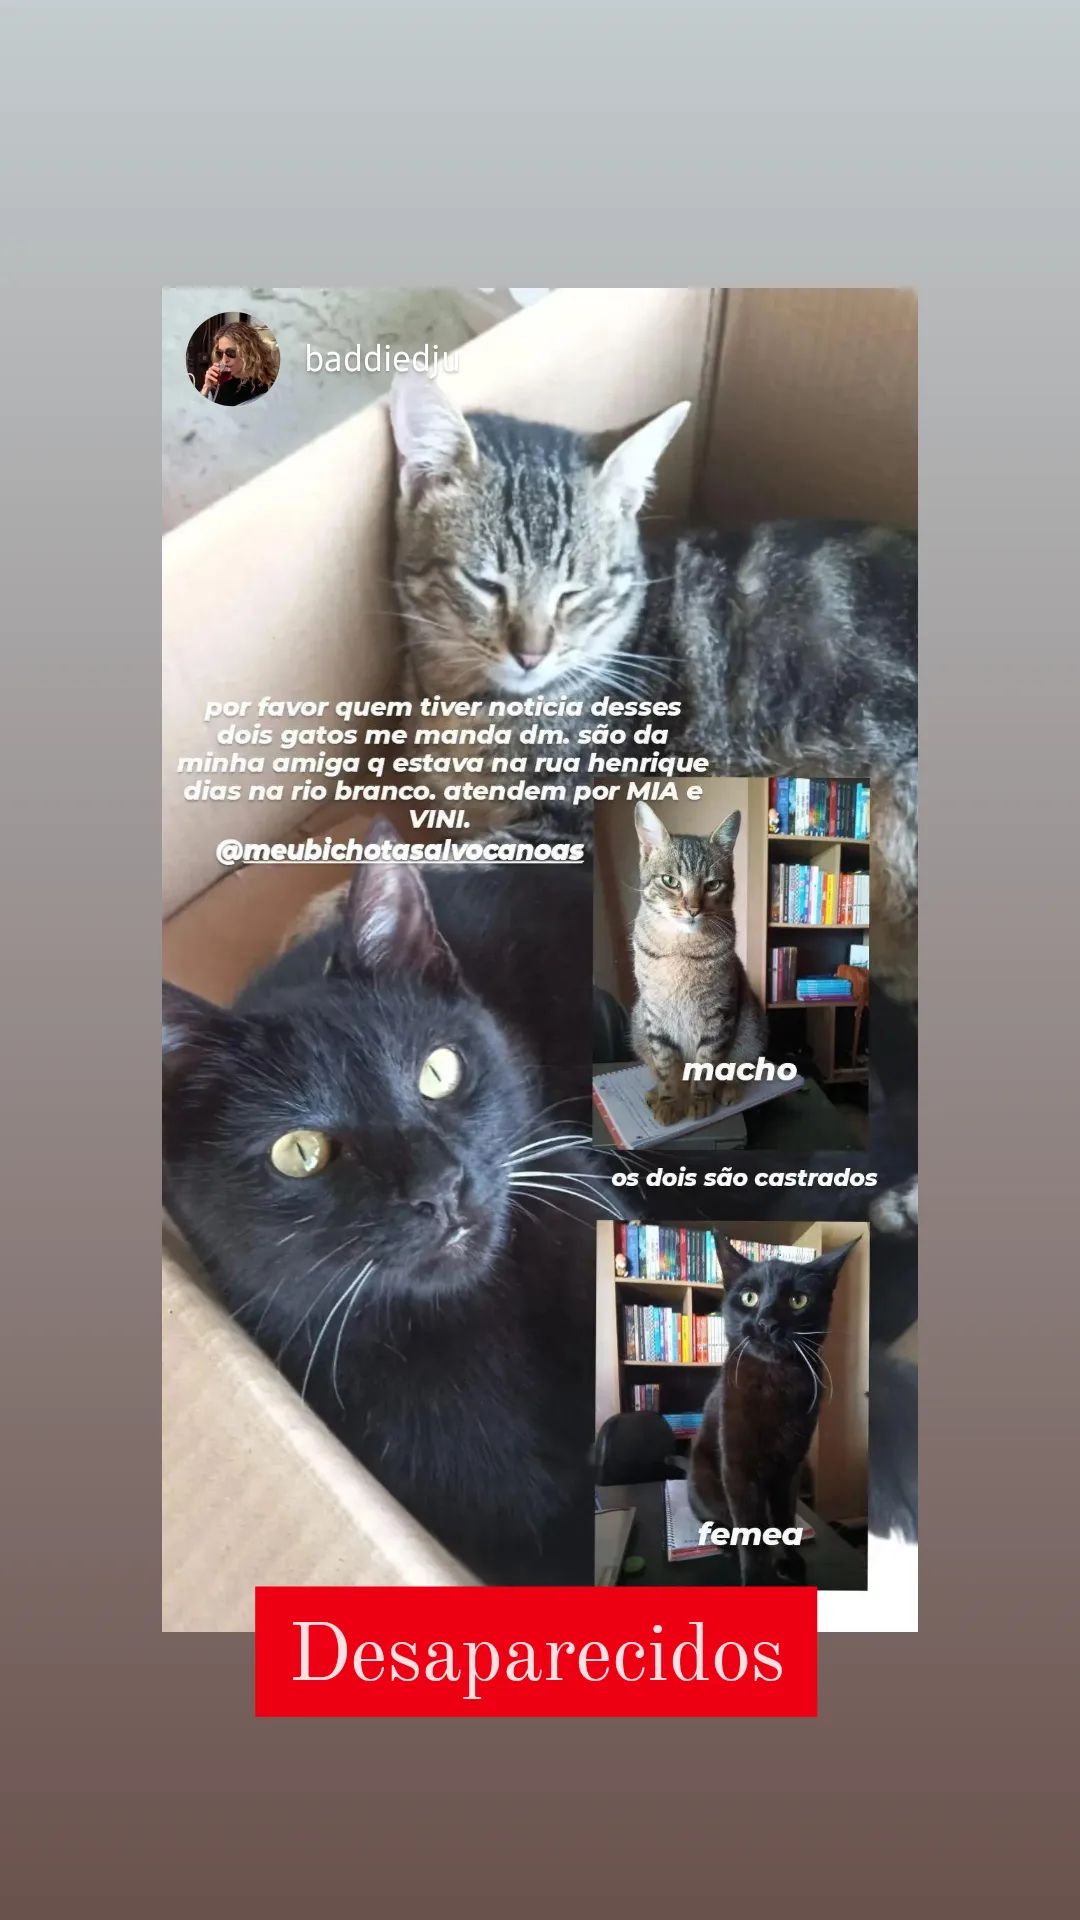 baddiedju
por favor quem tiver noticia desses
dois gatos me manda dm. são da
minha amiga q estava na rua henrique
dias na rio branco. atendem por MIA e
VINI.
@meubichotasalvocanoas
macho
os dois são castrados
femea
Desaparecidos